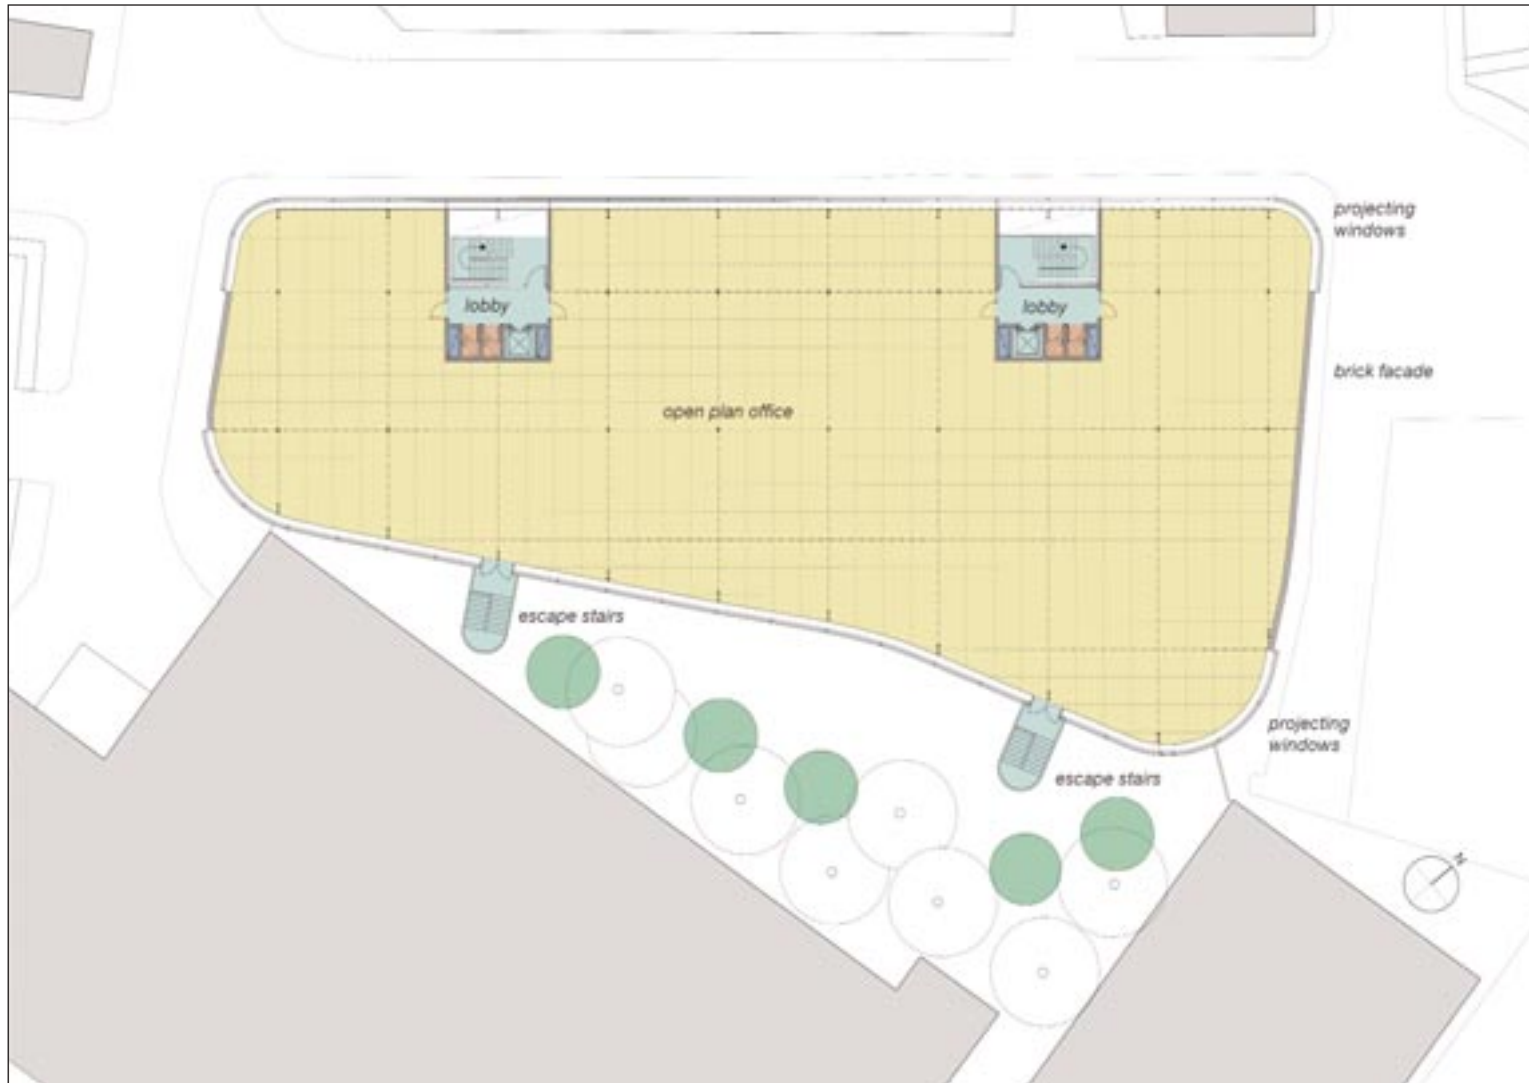 projecting
windows
lobby
lobby
brick facade
open plan office
escape stairs
projecting
windows
escape stairs
N